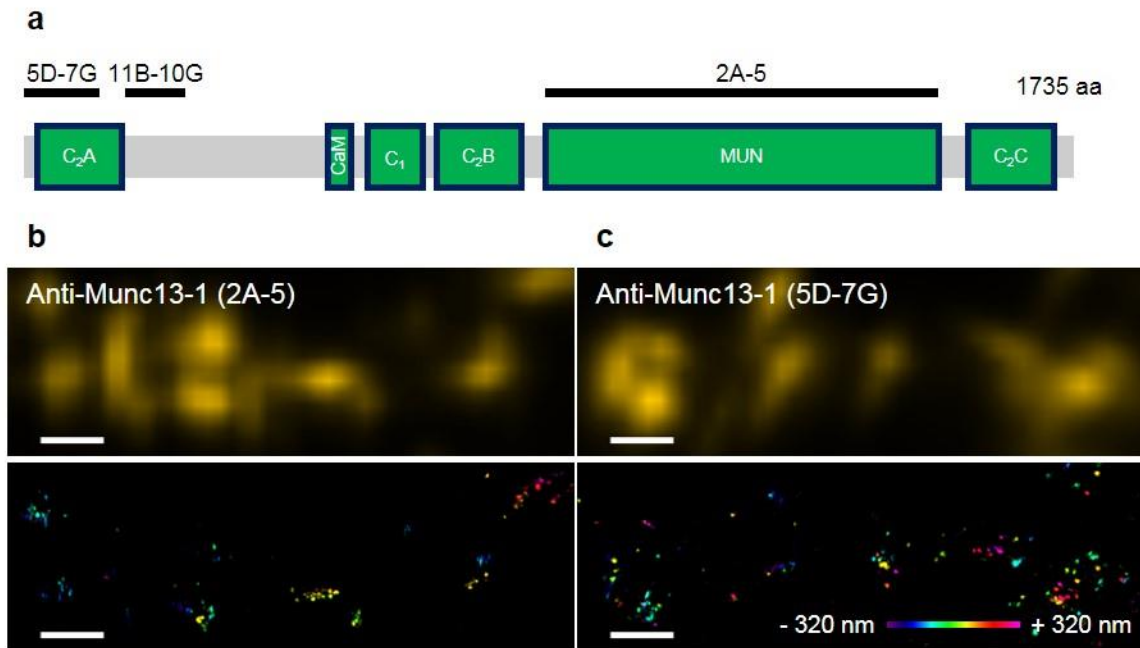 a
5D-7G 11B-10G 2A-5 1735 aa
C₂A CaM C₁ C₂B MUN C₂C
b c
Anti-Munc13-1 (2A-5) Anti-Munc13-1 (5D-7G)
- 320 nm + 320 nm